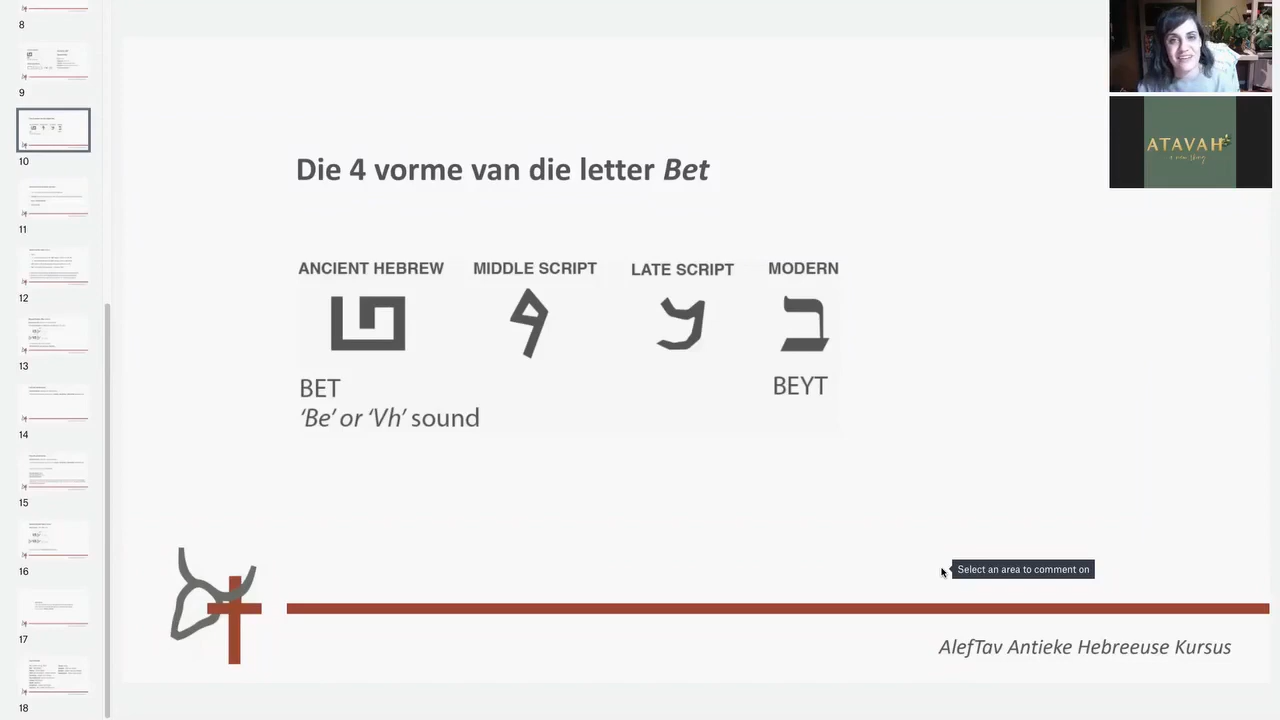 8
9
10
11
12
13
14
15
16
17
18
Die 4 vorme van die letter Bet
ANCIENT HEBREW MIDDLE SCRIPT LATE SCRIPT MODERN
ב
BET BEYT
‘Be’ or ‘Vh’ sound
Select an area to comment on
AlefTav Antieke Hebreeuse Kursus
ATAVAH